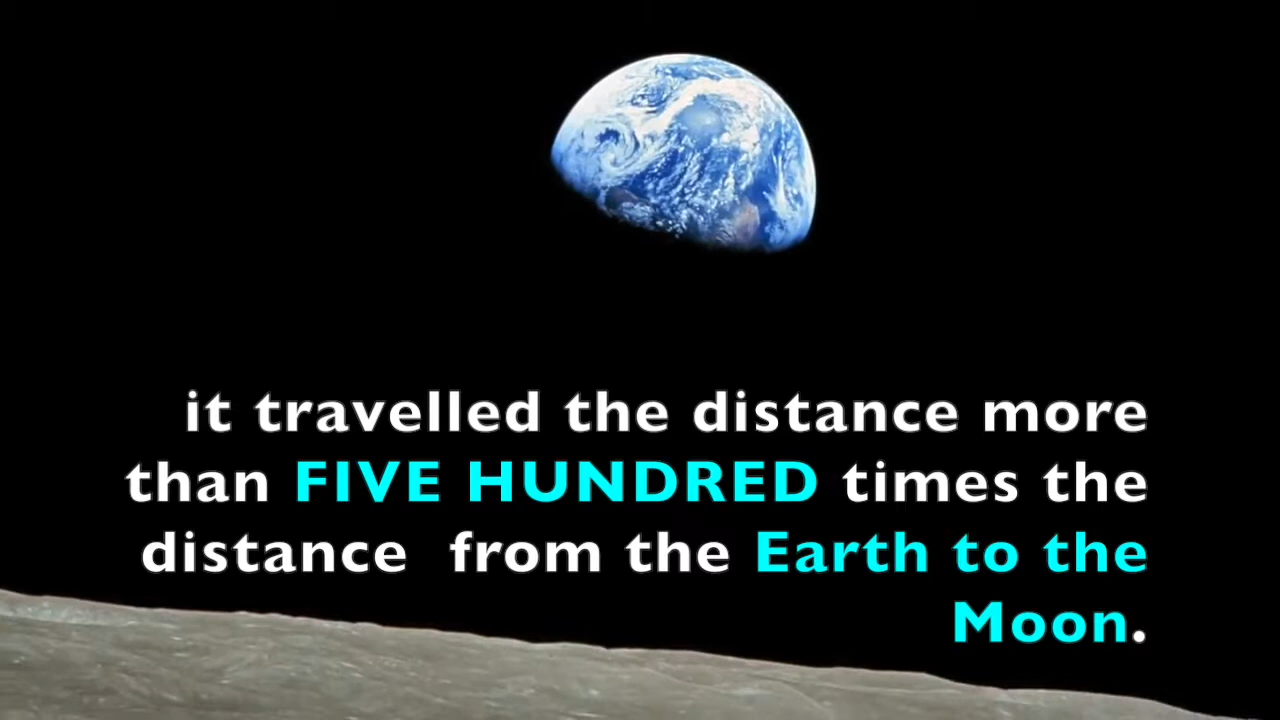 it travelled the distance more
than FIVE HUNDRED times the
distance  from the Earth to the
Moon.